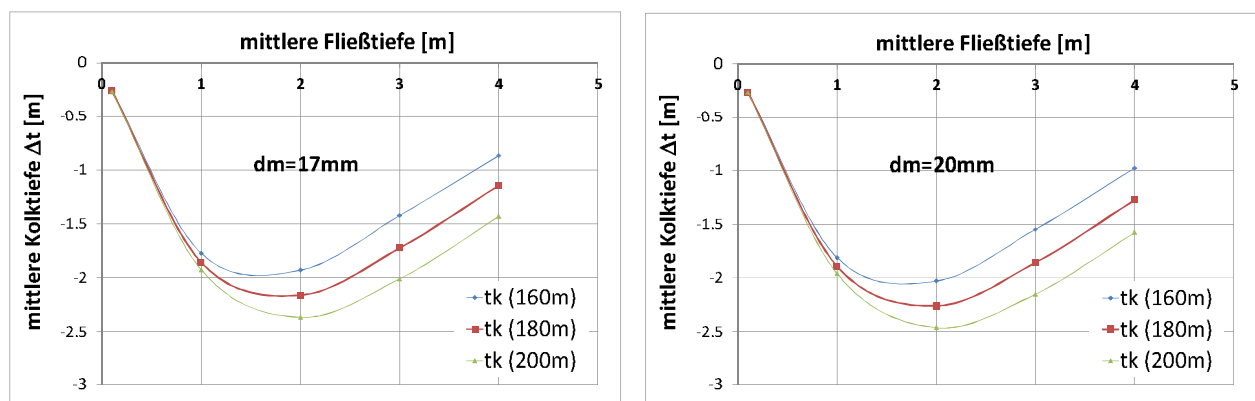 mittlere Fließtiefe [m]
0
0 1 2 3 4 5
-0.5
-1
-1.5
-2
-2.5
-3
mittlere Kolktiefe Δt [m]
dm=17mm
tk (160m)
tk (180m)
tk (200m)
mittlere Fließtiefe [m]
0
0 1 2 3 4 5
-0.5
-1
-1.5
-2
-2.5
-3
mittlere Kolktiefe Δt [m]
dm=20mm
tk (160m)
tk (180m)
tk (200m)